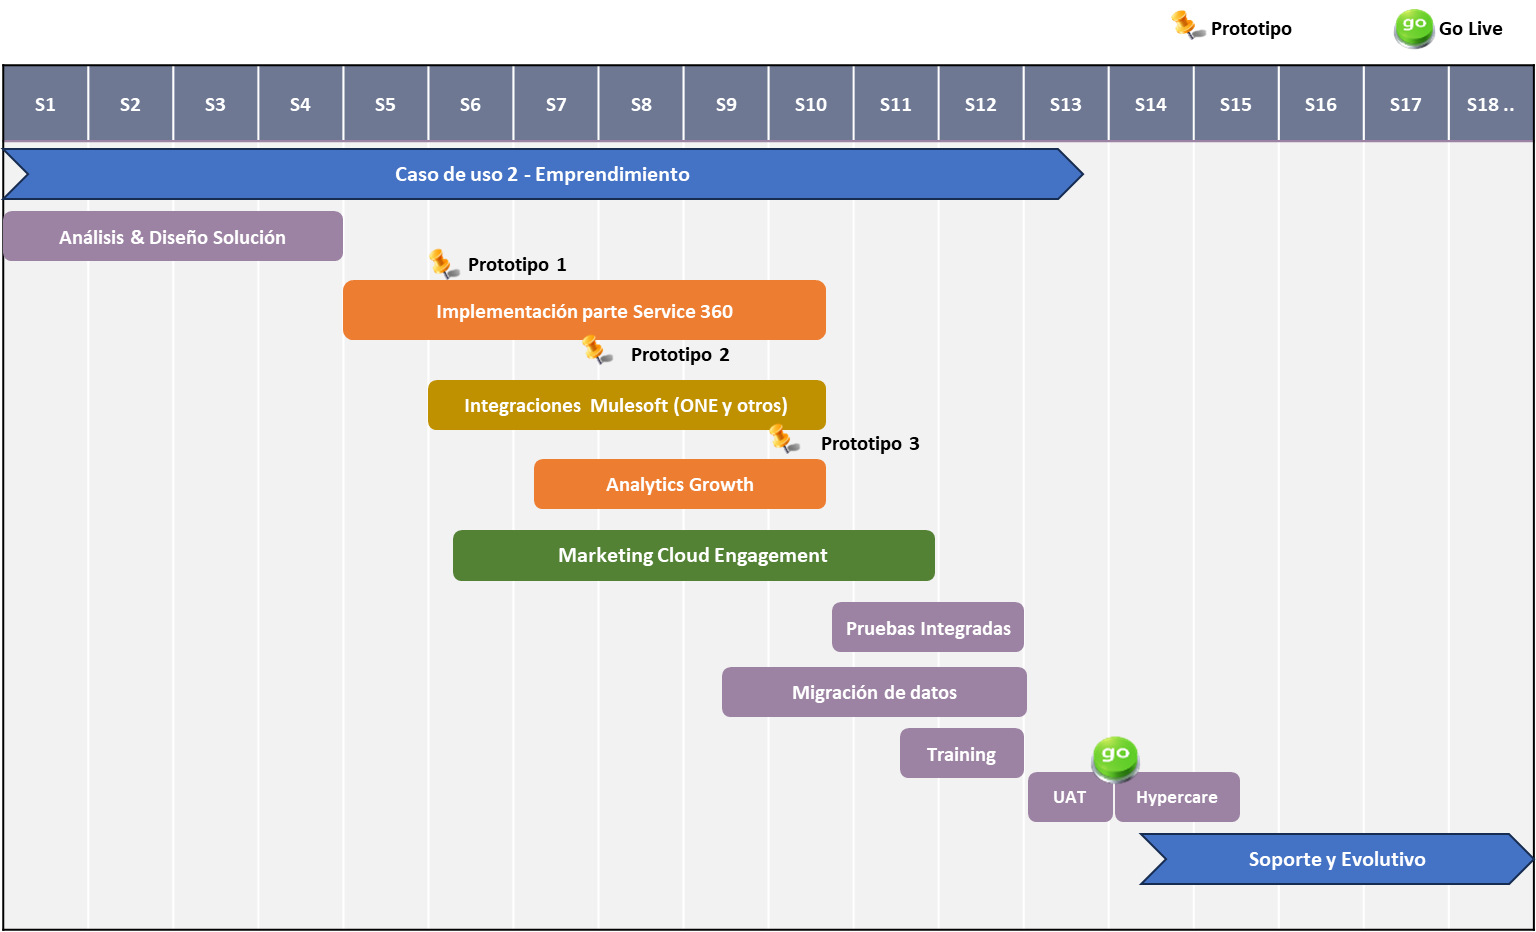 Prototipo
go Go Live
S1 S2 S3 S4 S5 S6 S7 S8 S9 S10 S11 S12 S13 S14 S15 S16 S17 S18 ..
Caso de uso 2 - Emprendimiento
Análisis & Diseño Solución
Prototipo 1
Implementación parte Service 360
Prototipo 2
Integraciones Mulesoft (ONE y otros)
Prototipo 3
Analytics Growth
Marketing Cloud Engagement
Pruebas Integradas
Migración de datos
Training
go
UAT
Hypercare
Soporte y Evolutivo